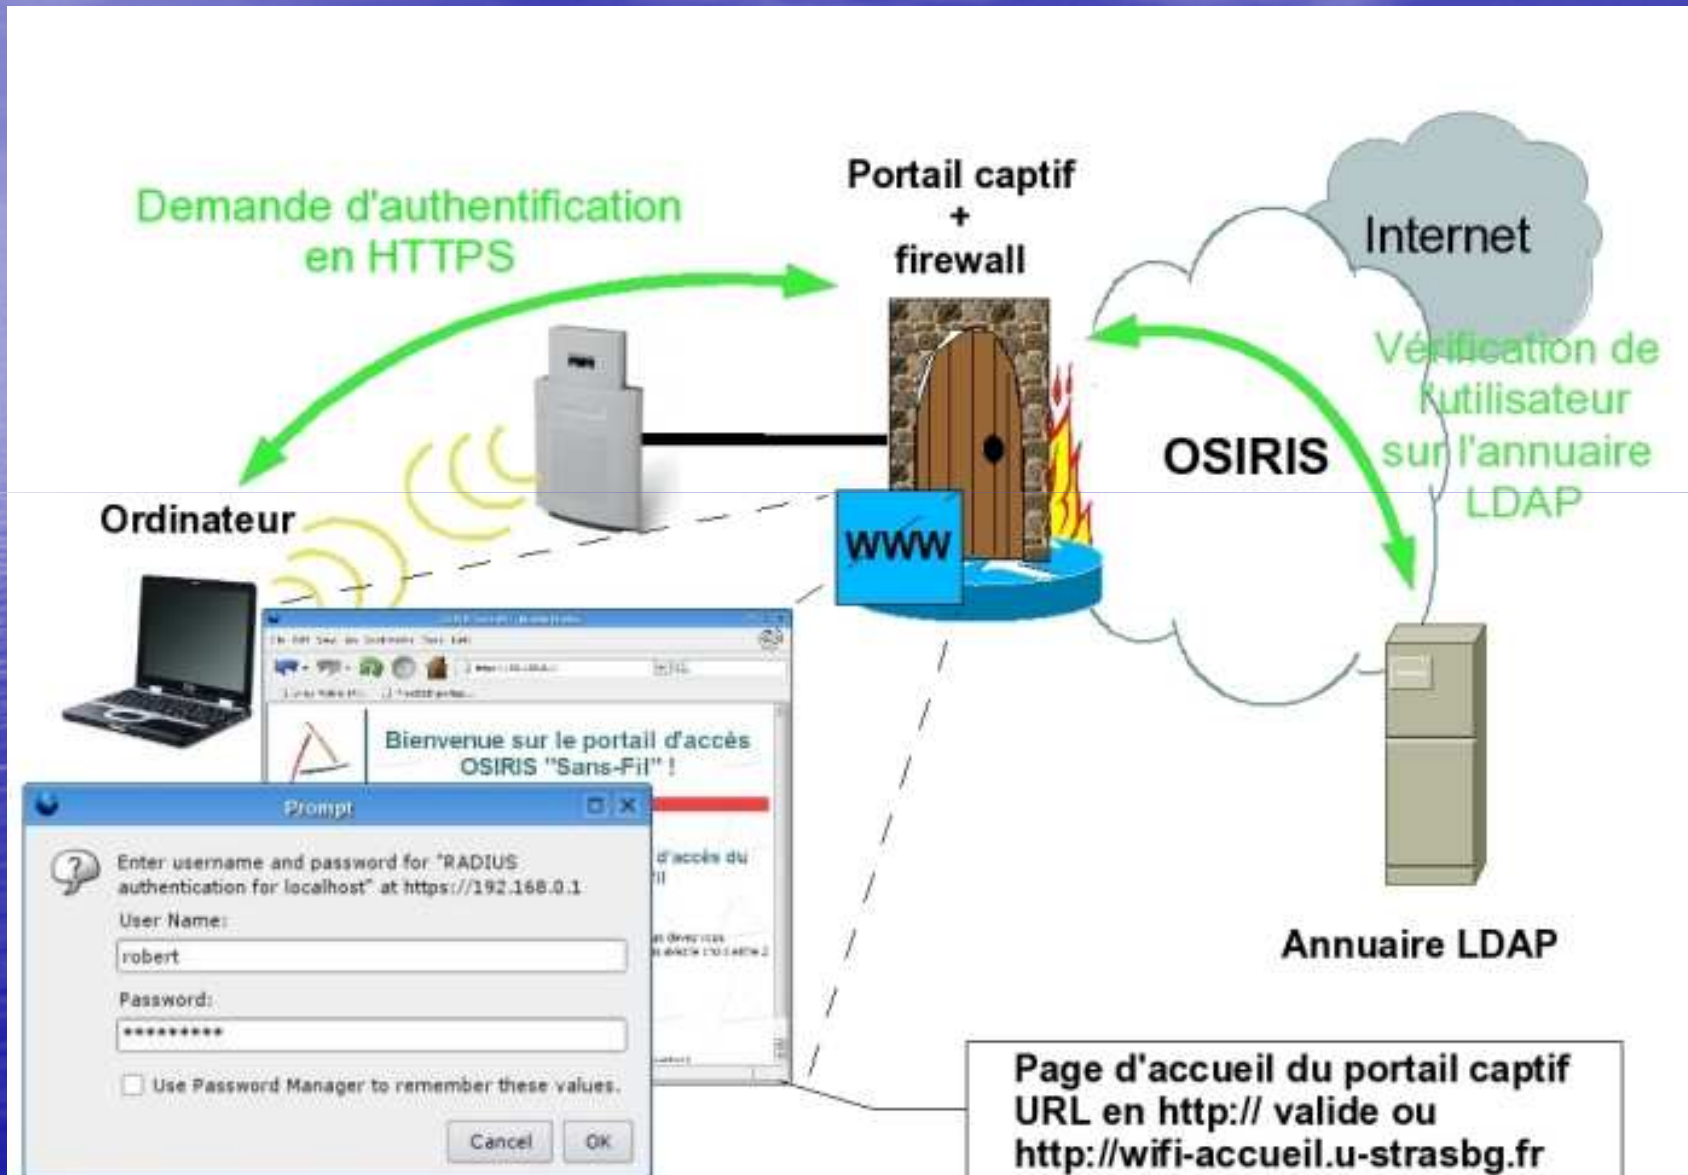 Demande d'authentification
en HTTPS
Portail captif
+
firewall
Internet
Vérification de
l'utilisateur
sur l'annuaire
LDAP
OSIRIS
Ordinateur
WWW
Bienvenue sur le portail d'accès
OSIRIS "Sans-Fil" !
d'accès du
Prompt
Enter username and password for "RADIUS
authentication for localhost" at https://192.168.0.1
User Name:
robert
Password:
*********
Use Password Manager to remember these values.
Cancel OK
Annuaire LDAP
Page d'accueil du portail captif
URL en http:// valide ou
http://wifi-accueil.u-strasbg.fr